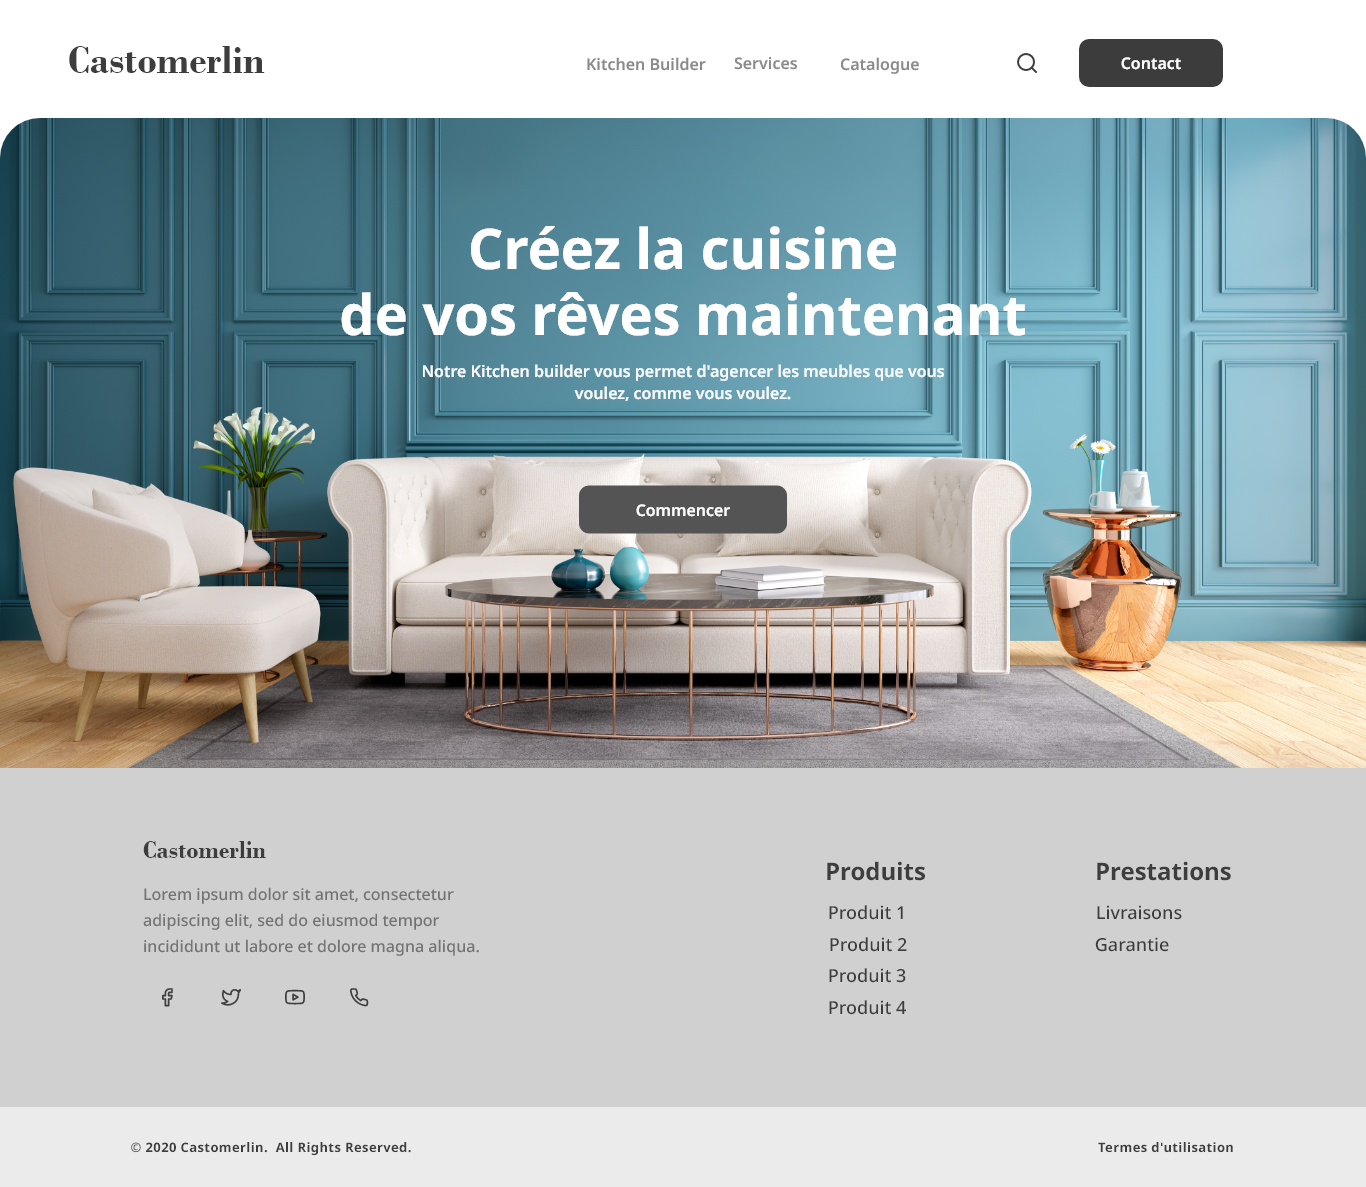 Castomerlin
Kitchen Builder
Services
Catalogue
Contact
Créez la cuisine
de vos rêves maintenant
Notre Kitchen builder vous permet d'agencer les meubles que vous
voulez, comme vous voulez.
Commencer
Castomerlin
Lorem ipsum dolor sit amet, consectetur
adipiscing elit, sed do eiusmod tempor
incididunt ut labore et dolore magna aliqua.
Produits
Produit 1
Produit 2
Produit 3
Produit 4
Prestations
Livraisons
Garantie
© 2020 Castomerlin.  All Rights Reserved.
Termes d'utilisation